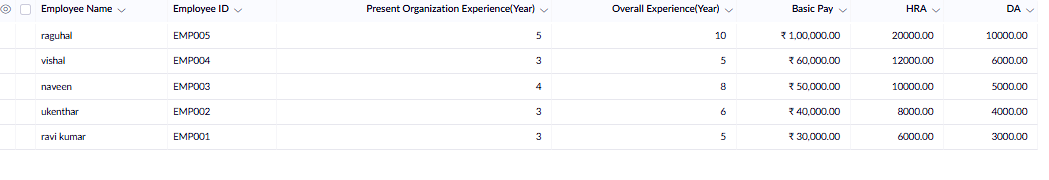 Employee Name Employee ID Present Organization Experience(Year) Overall Experience(Year) Basic Pay HRA DA
raguhal EMP005 5 10 ₹ 1,00,000.00 20000.00 10000.00
vishal EMP004 3 5 ₹ 60,000.00 12000.00 6000.00
naveen EMP003 4 8 ₹ 50,000.00 10000.00 5000.00
ukenthar EMP002 3 6 ₹ 40,000.00 8000.00 4000.00
ravi kumar EMP001 3 5 ₹ 30,000.00 6000.00 3000.00